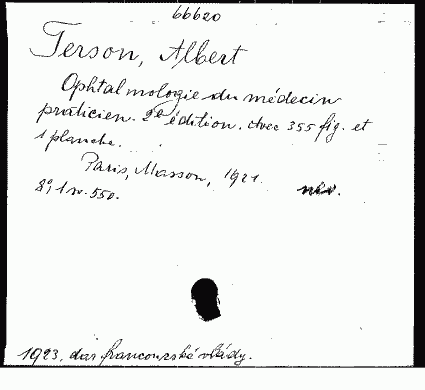 66620
Terson, Albert
Ophtalmologie du médecin
praticien. 2e édition. Avec 355 fig. et
1 planche.
Paris, Masson, 1921.
8°, 1 sv. 550.
1923, dar francouzské vlády.